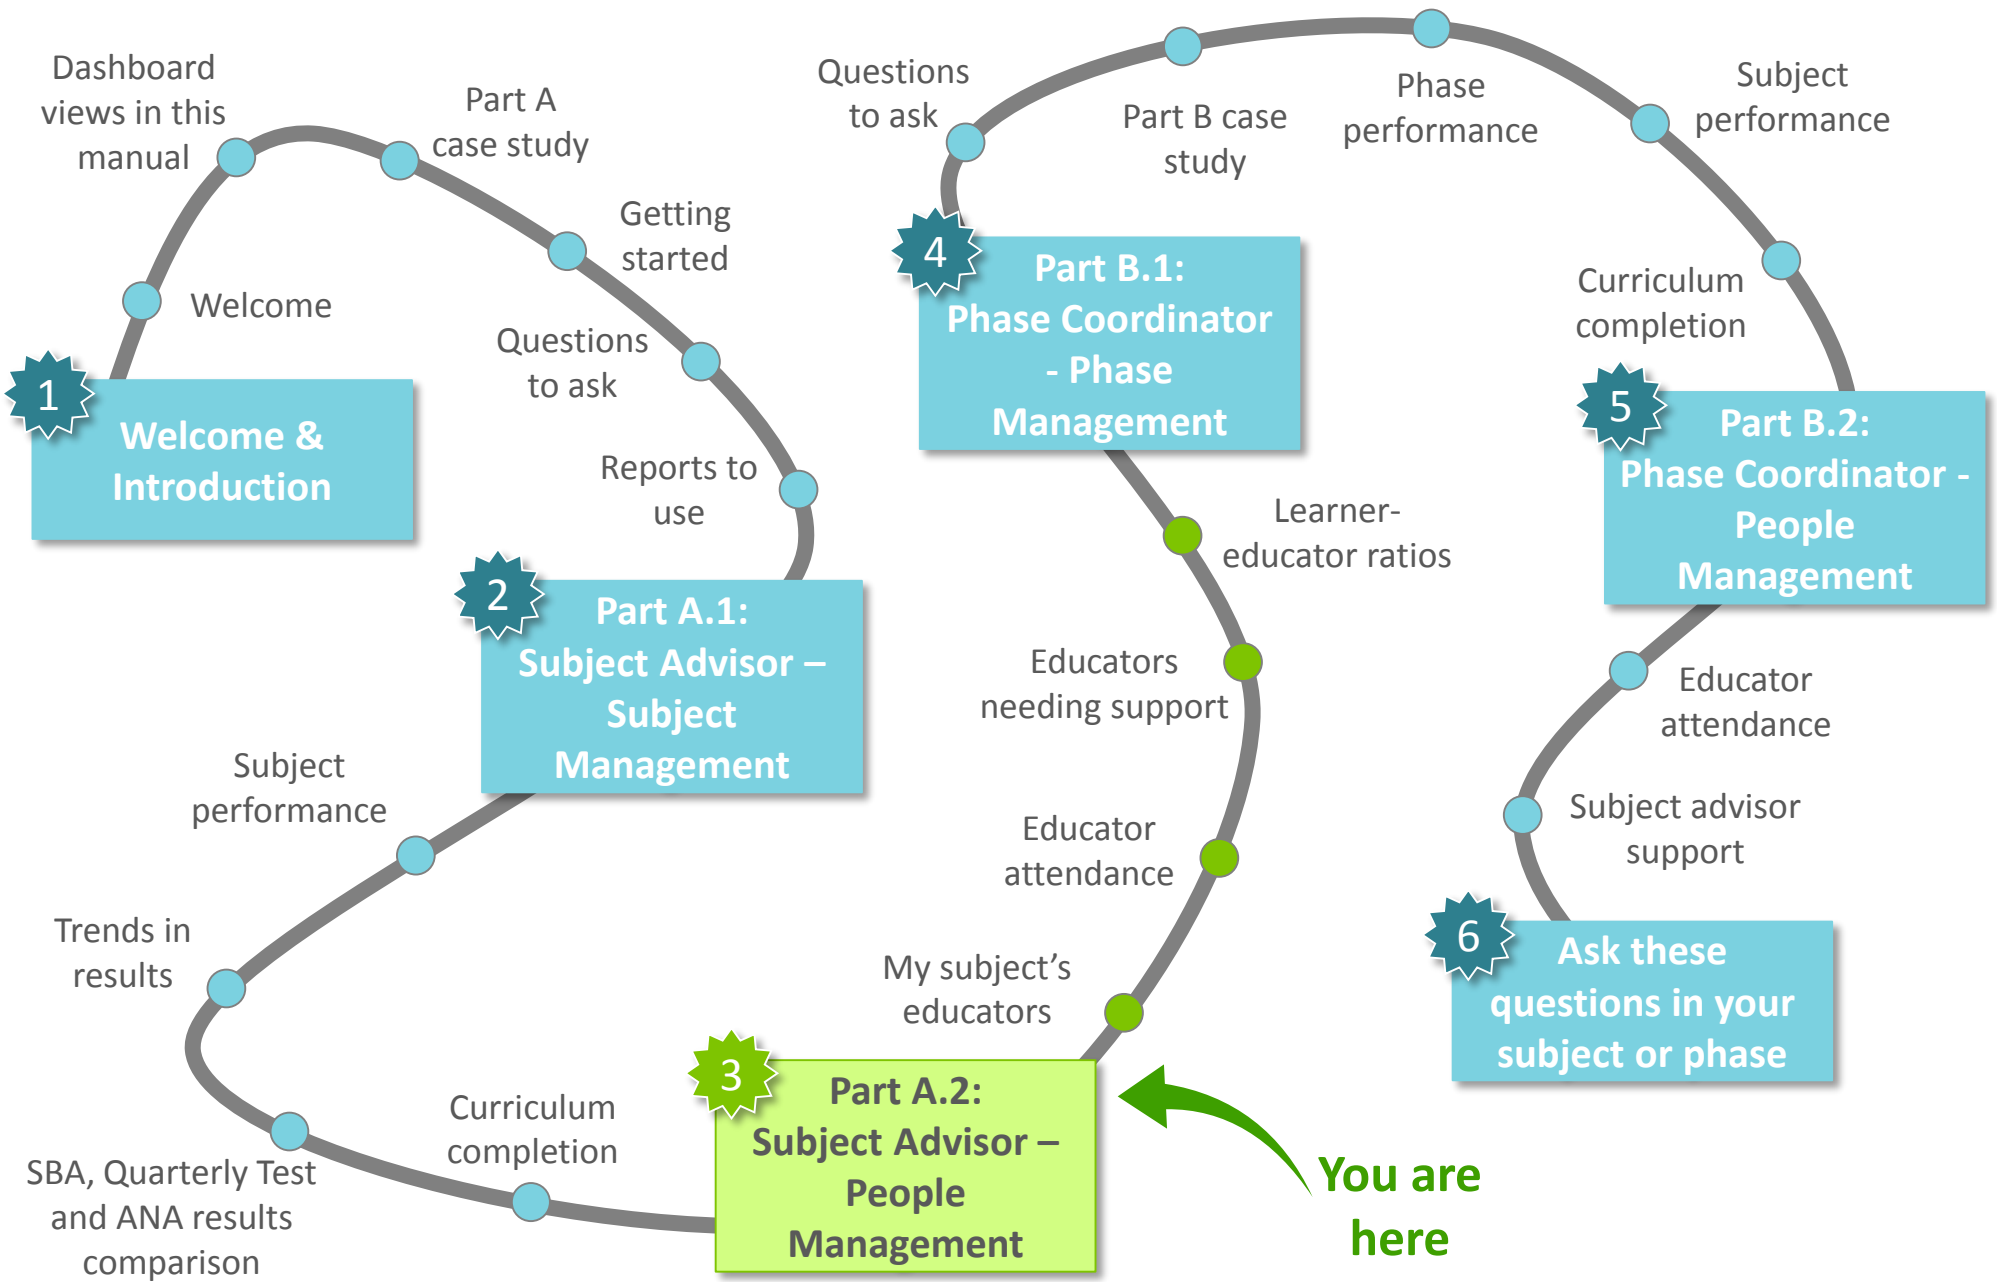 1
Welcome &
Introduction
Welcome
Dashboard
views in this
manual
Part A
case study
Getting
started
Questions
to ask
Reports to
use
2
Part A.1:
Subject Advisor –
Subject
Management
Subject
performance
Trends in
results
SBA, Quarterly Test
and ANA results
comparison
Curriculum
completion
3
Part A.2:
Subject Advisor –
People
Management
You are
here
My subject’s
educators
Educator
attendance
Educators
needing support
Learner-
educator ratios
4
Part B.1:
Phase Coordinator
- Phase
Management
Questions
to ask
Part B case
study
Phase
performance
Subject
performance
Curriculum
completion
5
Part B.2:
Phase Coordinator -
People
Management
Educator
attendance
Subject advisor
support
6
Ask these
questions in your
subject or phase